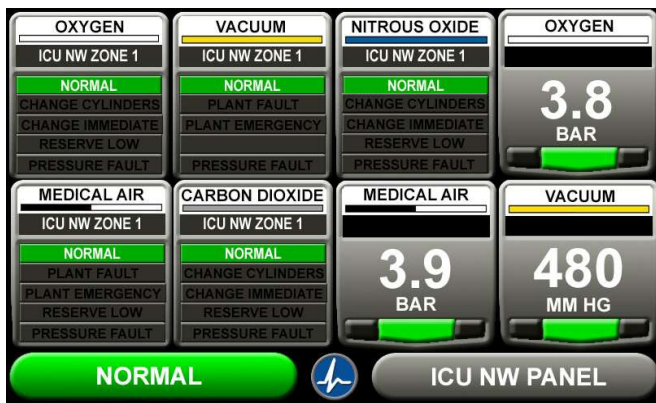 OXYGEN
ICU NW ZONE 1
NORMAL
CHANGE CYLINDERS
CHANGE IMMEDIATE
RESERVE LOW
PRESSURE FAULT
VACUUM
ICU NW ZONE 1
NORMAL
PLANT FAULT
PLANT EMERGENCY
PRESSURE FAULT
NITROUS OXIDE
ICU NW ZONE 1
NORMAL
CHANGE CYLINDERS
CHANGE IMMEDIATE
RESERVE LOW
PRESSURE FAULT
OXYGEN
3.8
BAR
MEDICAL AIR
ICU NW ZONE 1
NORMAL
PLANT FAULT
PLANT EMERGENCY
RESERVE LOW
PRESSURE FAULT
CARBON DIOXIDE
ICU NW ZONE 1
NORMAL
CHANGE CYLINDERS
CHANGE IMMEDIATE
RESERVE LOW
PRESSURE FAULT
MEDICAL AIR
3.9
BAR
VACUUM
480
MM HG
NORMAL
ICU NW PANEL